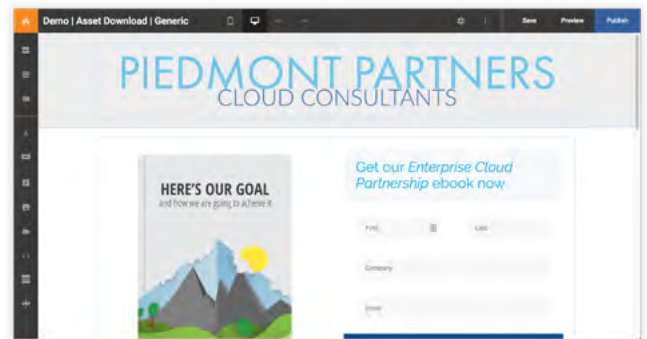 Demo | Asset Download | Generic
Save Preview Publish
PIEDMONT PARTNERS
CLOUD CONSULTANTS
HERE'S OUR GOAL
and how we are going to achieve it
Get our Enterprise Cloud
Partnership ebook now
First Last
Company
Email